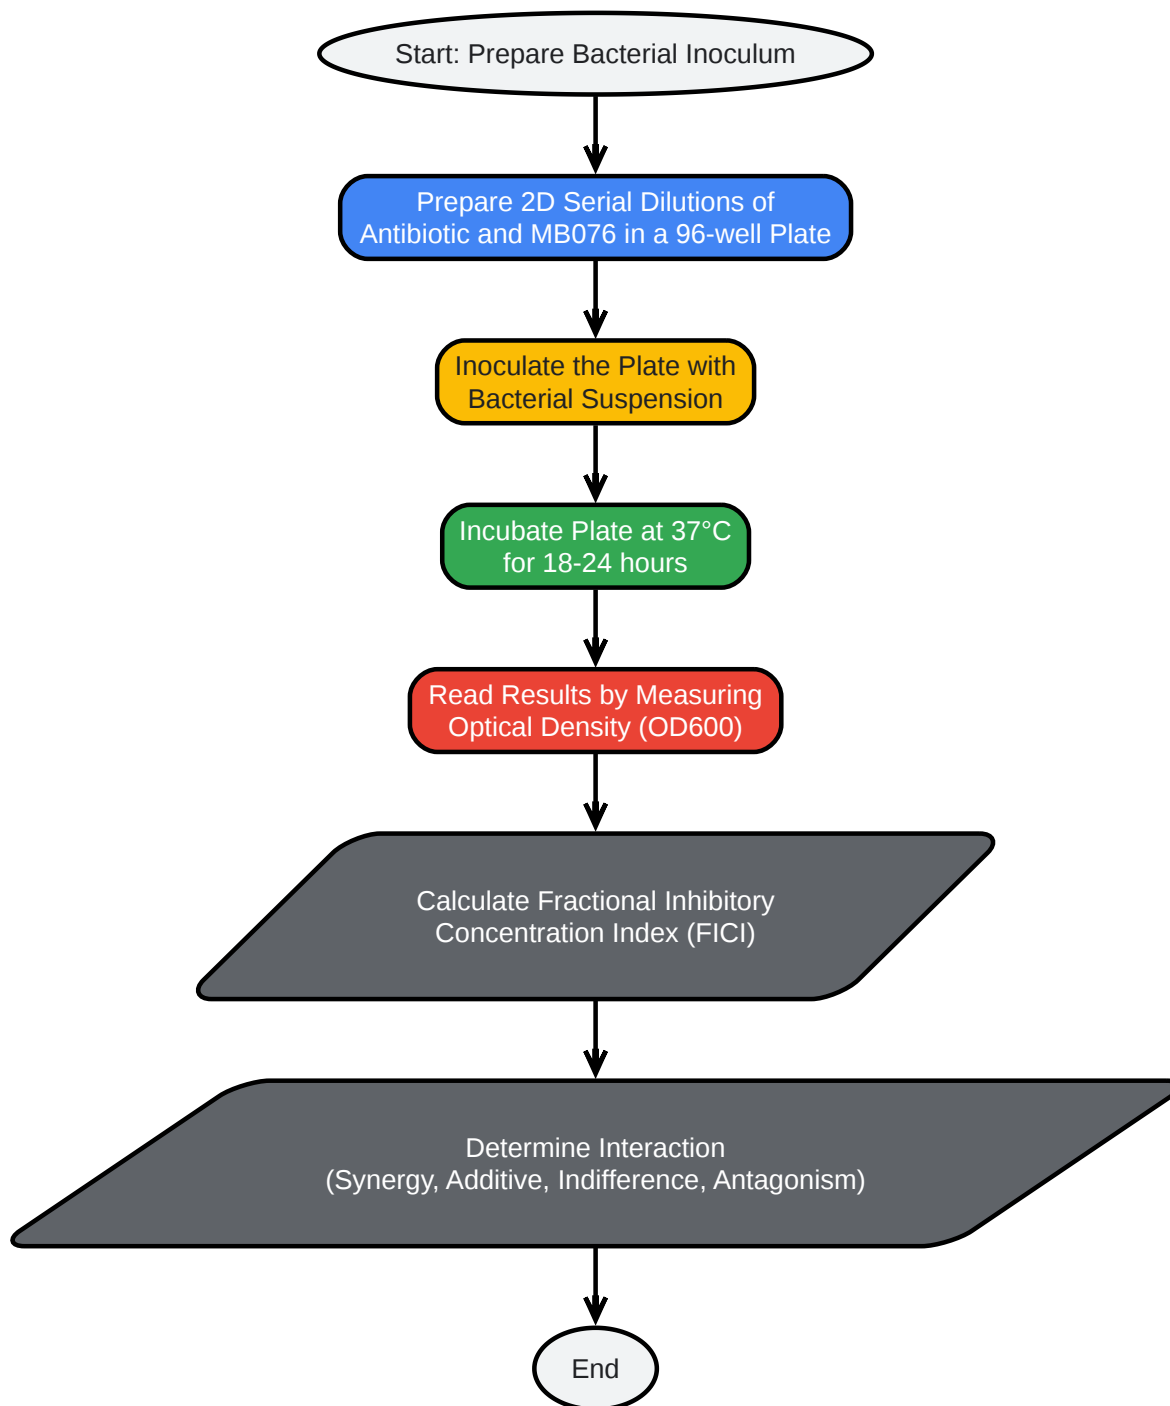 Start: Prepare Bacterial Inoculum
Prepare 2D Serial Dilutions of
Antibiotic and MB076 in a 96-well Plate
Inoculate the Plate with
Bacterial Suspension
Incubate Plate at 37°C
for 18-24 hours
Read Results by Measuring
Optical Density (OD600)
Calculate Fractional Inhibitory
Concentration Index (FICI)
Determine Interaction
(Synergy, Additive, Indifference, Antagonism)
End